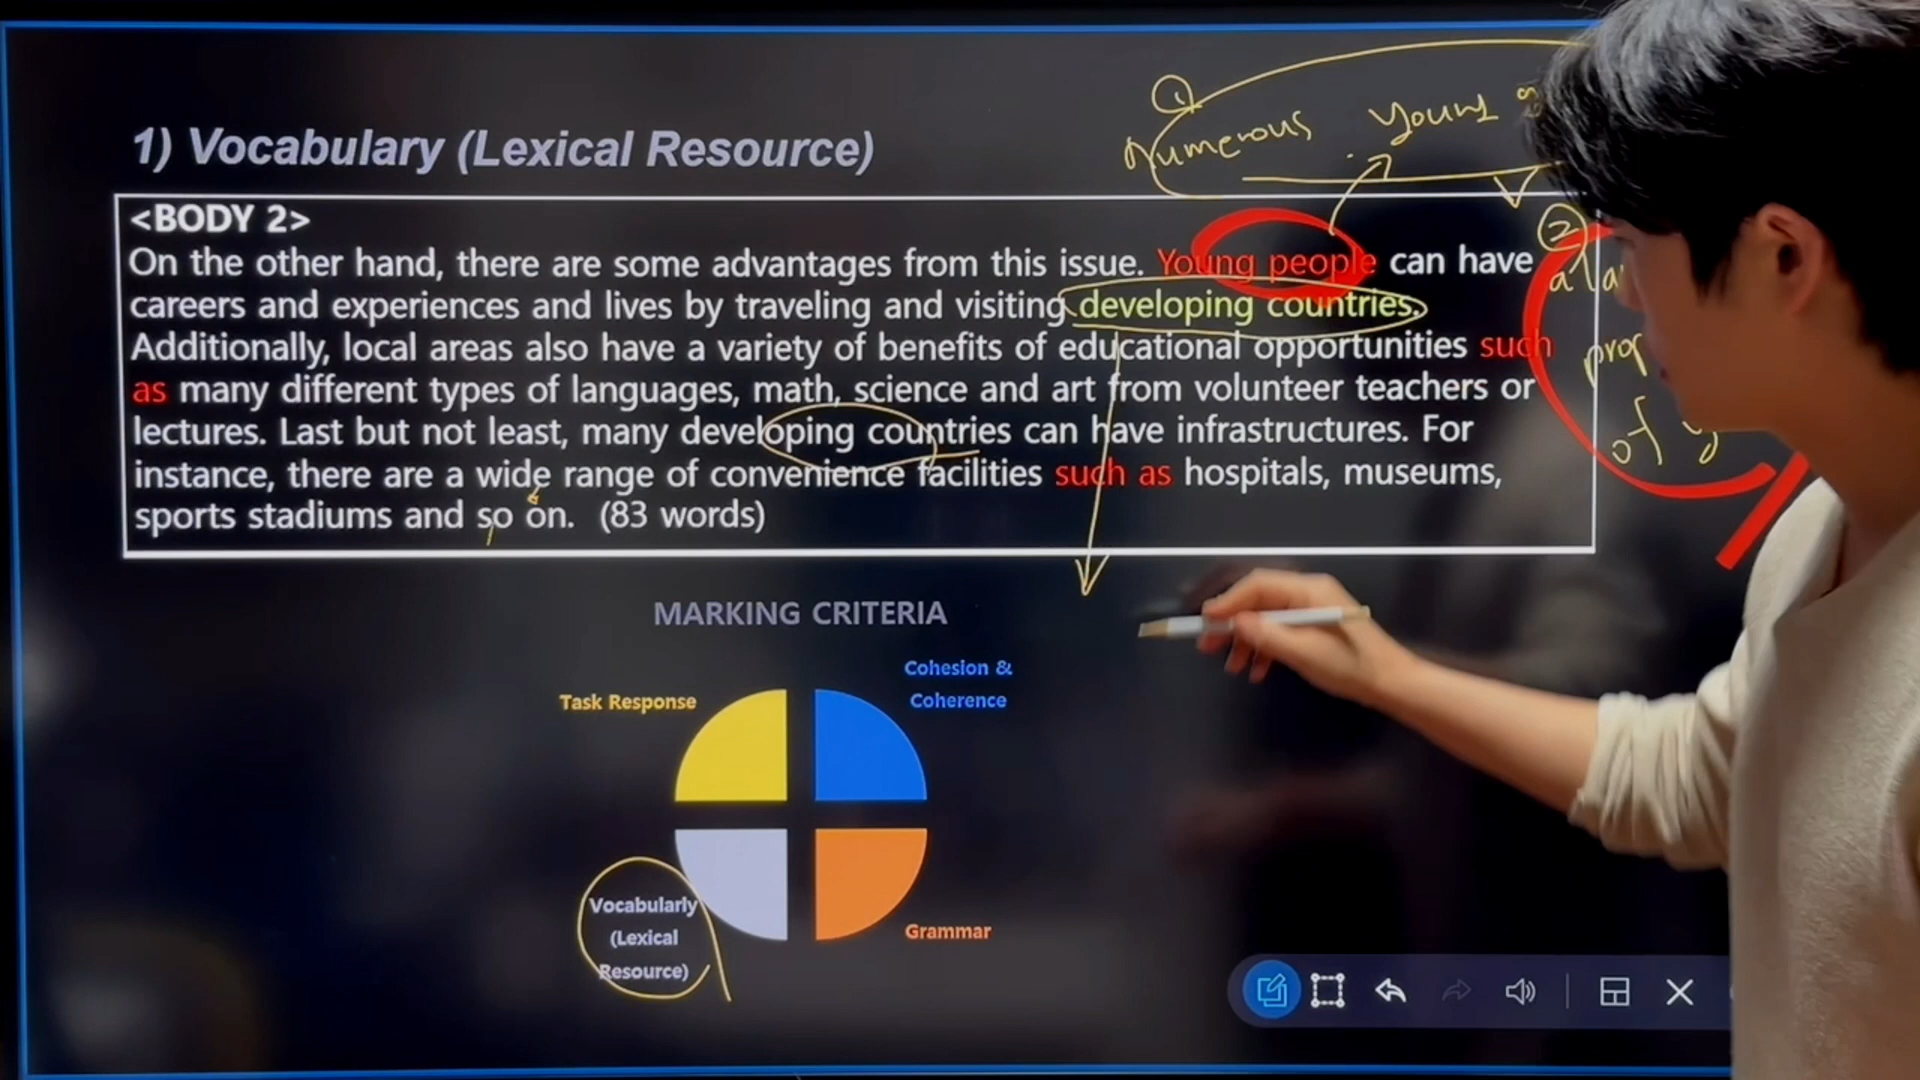 Numerous young
1) Vocabulary (Lexical Resource)
<BODY 2>
On the other hand, there are some advantages from this issue. Young people can have
careers and experiences and lives by traveling and visiting developing countries.
Additionally, local areas also have a variety of benefits of educational opportunities such
as many different types of languages, math, science and art from volunteer teachers or
lectures. Last but not least, many developing countries can have infrastructures. For
instance, there are a wide range of convenience facilities such as hospitals, museums,
sports stadiums and so on. (83 words)
1
2
a
of
MARKING CRITERIA
Task Response
Cohesion &
Coherence
Vocabularly
(Lexical
Resource)
Grammar